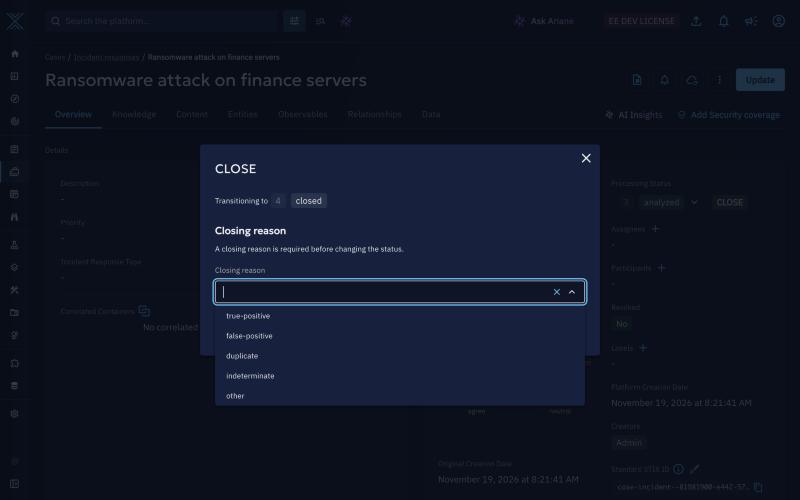 Search the platform...
Ask Ariane
EE DEV LICENSE
Cases / Incident responses / Ransomware attack on finance servers
Ransomware attack on finance servers
Update
Overview
Knowledge
Content
Entities
Observables
Relationships
Data
AI Insights
Add Security coverage
Details
Description
-
Priority
-
Incident Response Type
-
Correlated Containers
No correlated
CLOSE
Transitioning to 4 closed
Closing reason
A closing reason is required before changing the status.
Closing reason
true-positive
false-positive
duplicate
indeterminate
other
agree
neutral
Original Creation Date
November 19, 2026 at 8:21:41 AM
Processing Status
3 analyzed
CLOSE
Assignees
-
Participants
-
Revoked
No
Labels
-
Platform Creation Date
November 19, 2026 at 8:21:41 AM
Creators
Admin
Standard STIX ID